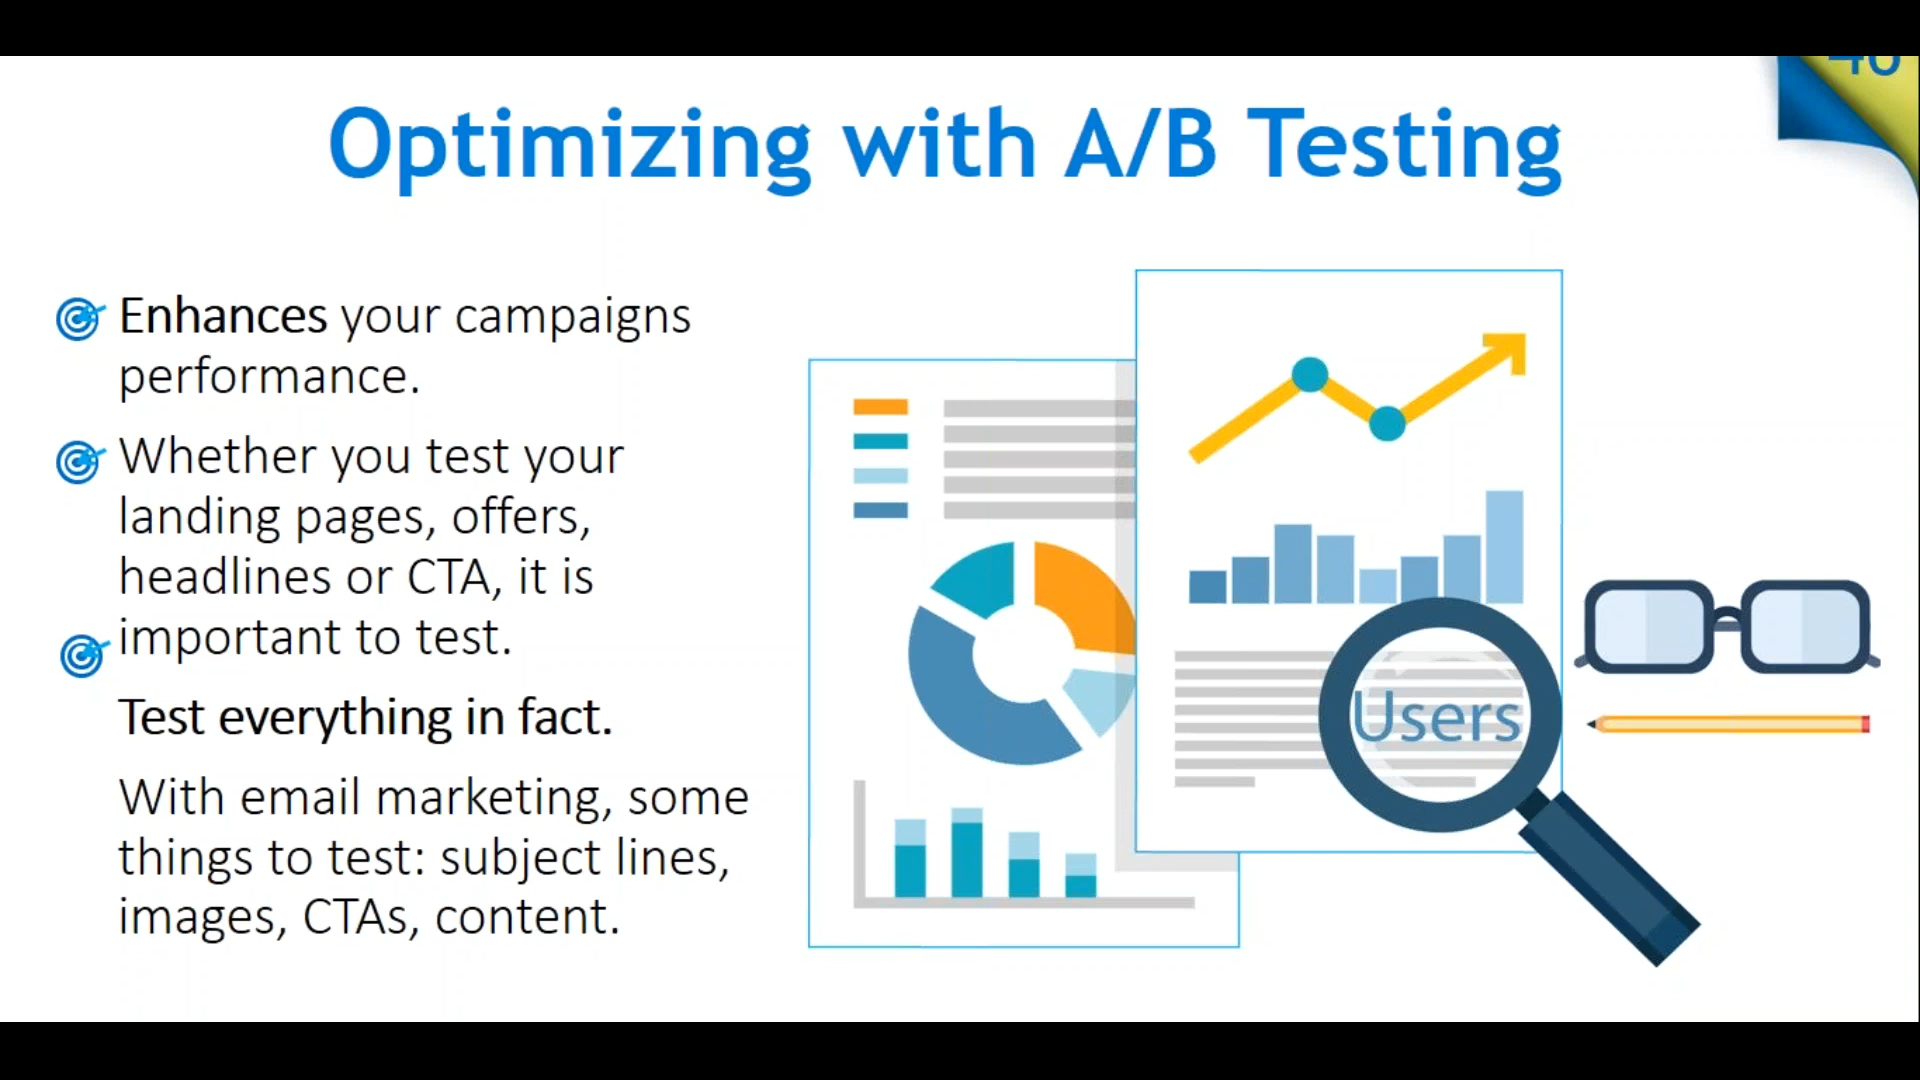 Optimizing with A/B Testing
Enhances your campaigns
performance.
Whether you test your
landing pages, offers,
headlines or CTA, it is
important to test.
Test everything in fact.
With email marketing, some
things to test: subject lines,
images, CTAs, content.
Users